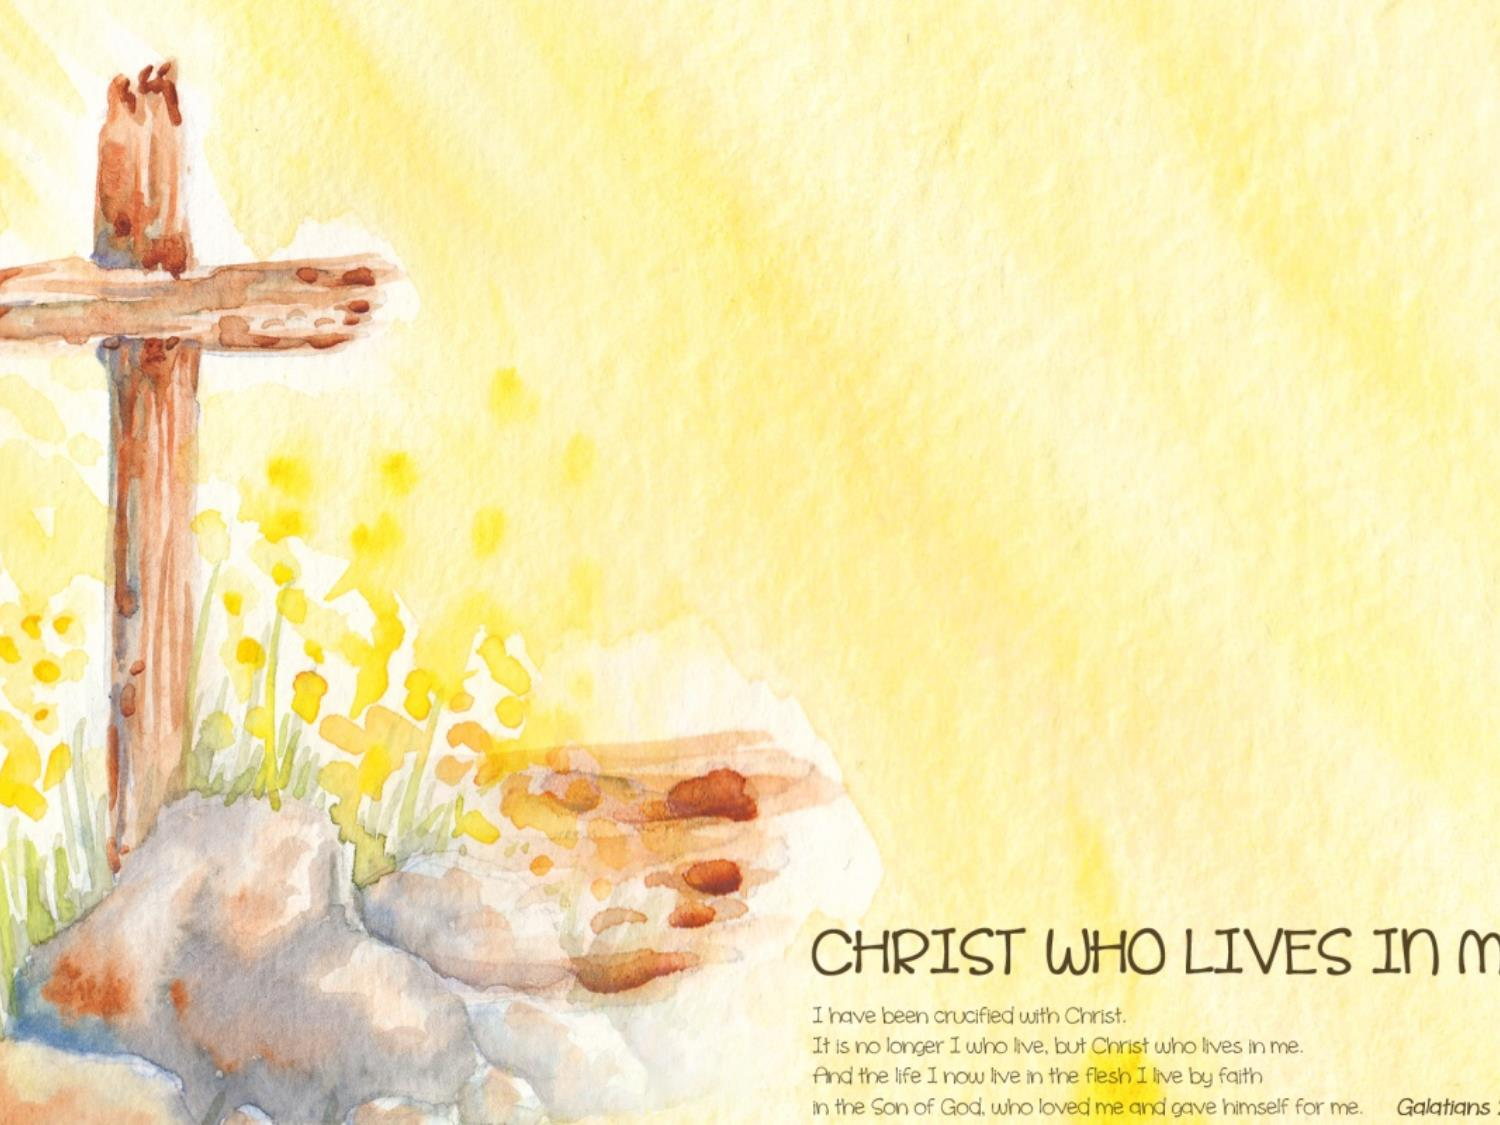 CHRIST WHO LIVES IN
I have been crucified with Christ.
It is no longer I who live, but Christ who lives in me.
And the life I now live in the flesh I live by faith
in the Son of God, who loved me and gave himself for me. Galatians